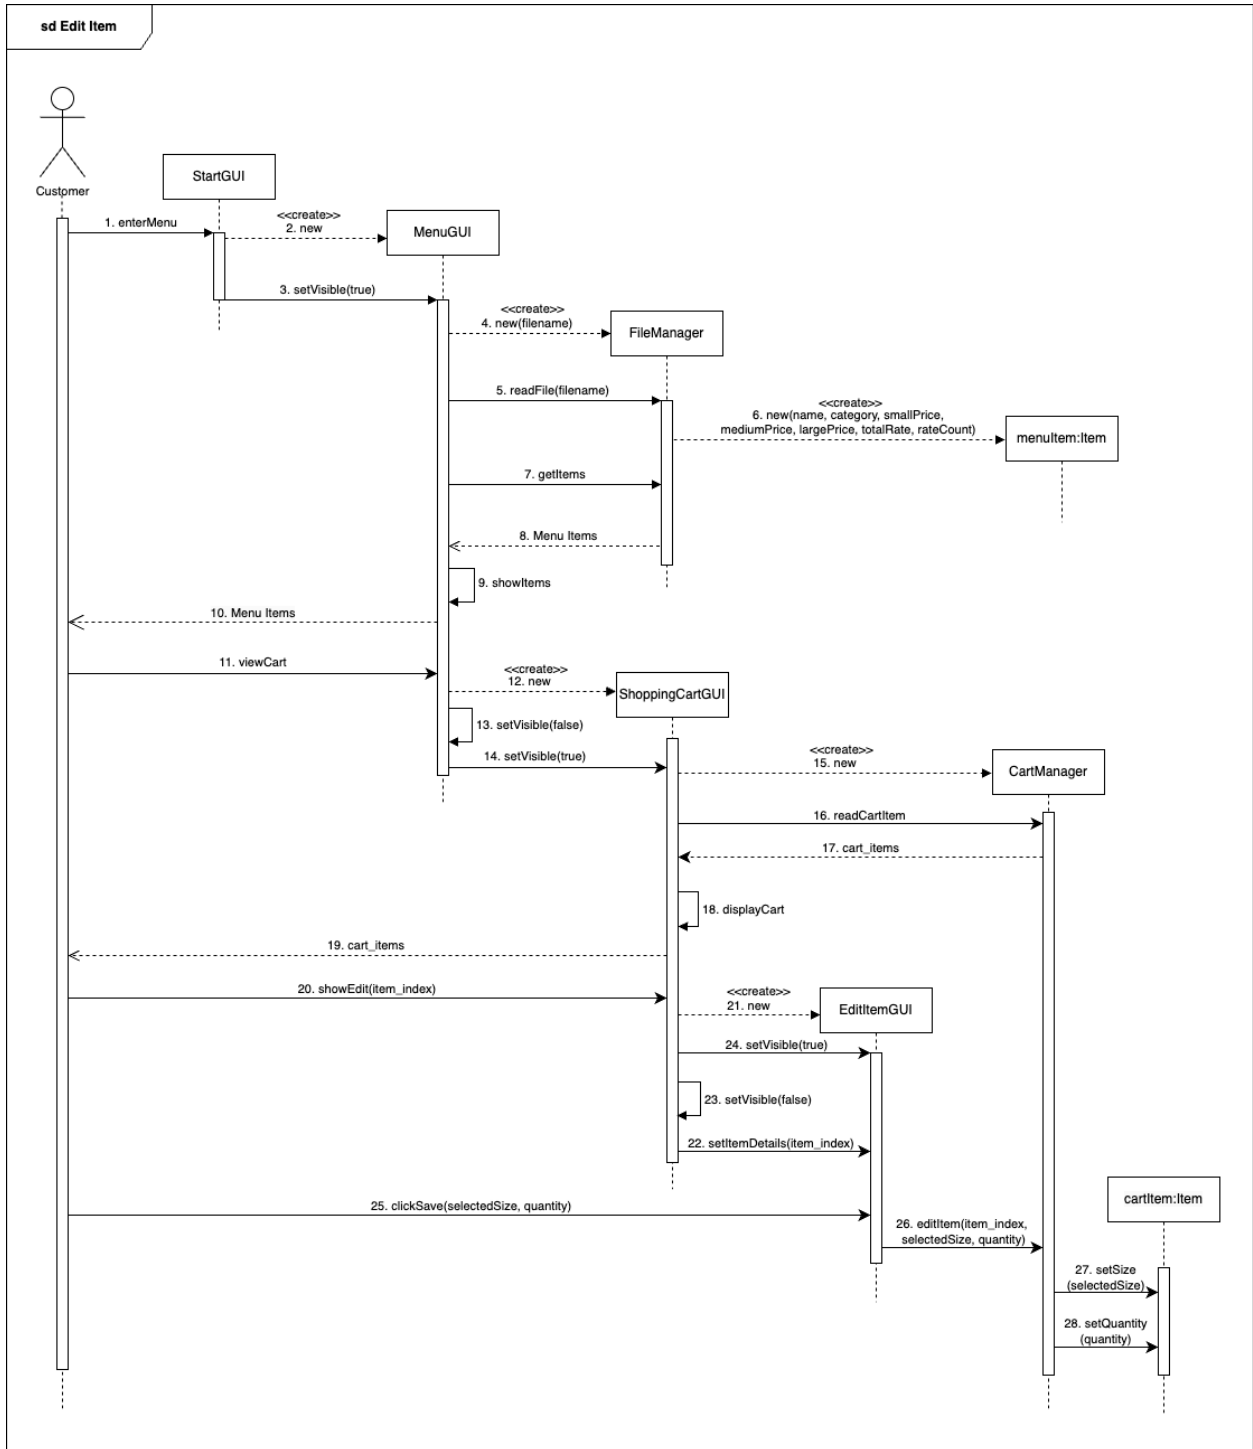 sd Edit Item
Customer
StartGUI
1. enterMenu
<<create>>
2. new
MenuGUI
3. setVisible(true)
<<create>>
4. new(filename)
FileManager
5. readFile(filename)
<<create>>
6. new(name, category, smallPrice,
mediumPrice, largePrice, totalRate, rateCount)
menuItem:Item
7. getItems
8. Menu Items
9. showItems
10. Menu Items
11. viewCart
<<create>>
12. new
ShoppingCartGUI
13. setVisible(false)
14. setVisible(true)
<<create>>
15. new
CartManager
16. readCartItem
17. cart_items
18. displayCart
19. cart_items
20. showEdit(item_index)
<<create>>
21. new
EditItemGUI
24. setVisible(true)
23. setVisible(false)
22. setItemDetails(item_index)
25. clickSave(selectedSize, quantity)
cartItem:Item
26. editItem(item_index,
selectedSize, quantity)
27. setSize
(selectedSize)
28. setQuantity
(quantity)